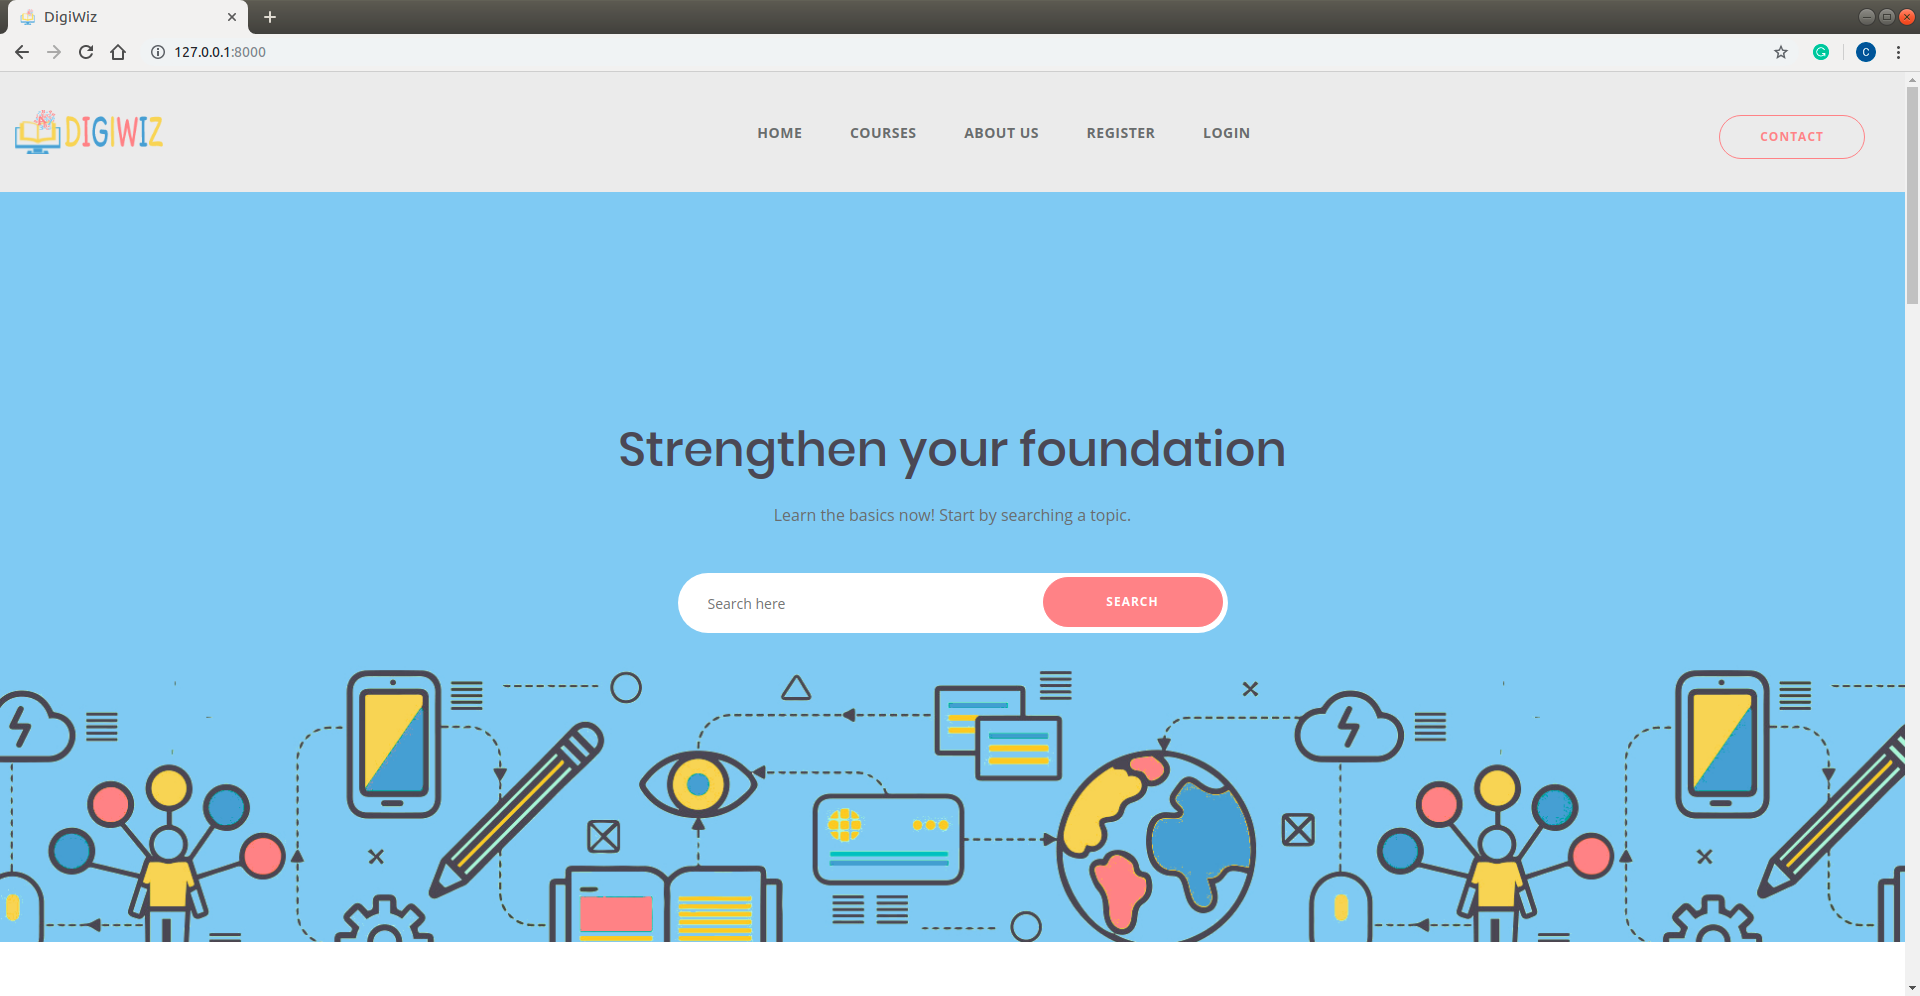 DigiWiz
127.0.0.1:8000
C
DIGIWIZ
HOME COURSES ABOUT US REGISTER LOGIN
CONTACT
Strengthen your foundation
Learn the basics now! Start by searching a topic.
Search here
SEARCH